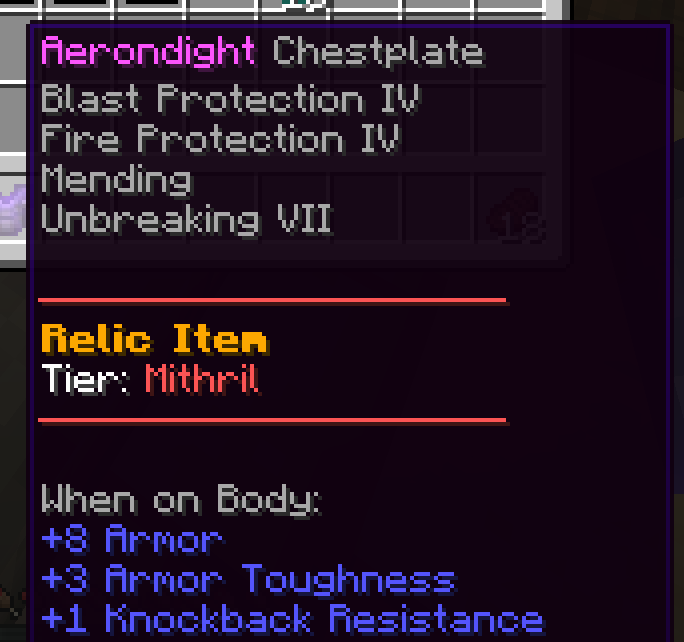 Aerondight Chestplate
Blast Protection IV
Fire Protection IV
Mending
Unbreaking VII
Relic Item
Tier: Mithril
When on Body:
+8 Armor
+3 Armor Toughness
+1 Knockback Resistance